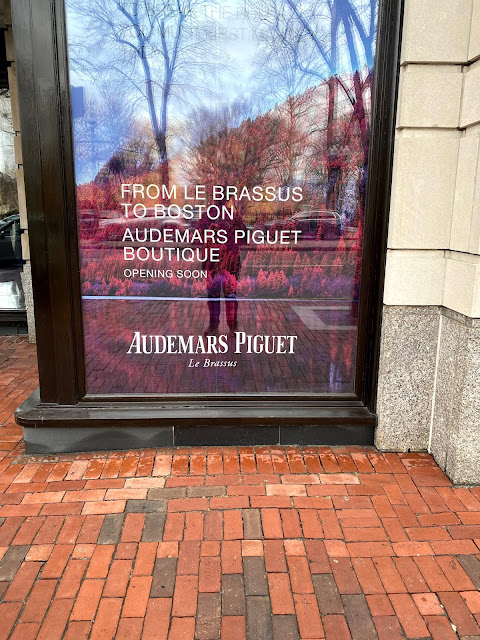 FROM LE BRASSUS
TO BOSTON
AUDEMARS PIGUET
BOUTIQUE
OPENING SOON
AUDEMARS PIGUET
Le Brassus